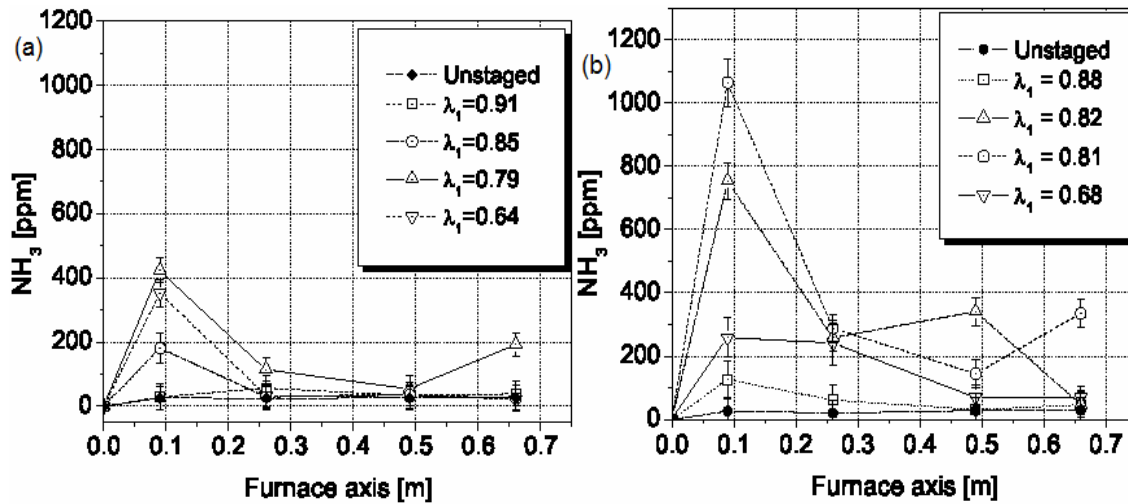 (a)
1200
1000
800
600
400
200
0
NH₃ [ppm]
Unstaged
λ₁=0.91
λ₁=0.85
λ₁=0.79
λ₁=0.64
0.0 0.1 0.2 0.3 0.4 0.5 0.6 0.7
Furnace axis [m]
(b)
1200
1000
800
600
400
200
0
NH₃ [ppm]
Unstaged
λ₁ = 0.88
λ₁ = 0.82
λ₁ = 0.81
λ₁ = 0.68
0.0 0.1 0.2 0.3 0.4 0.5 0.6 0.7
Furnace axis [m]